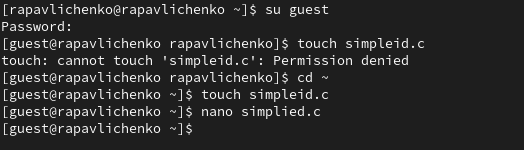 [rapavlichenko@rapavlichenko ~]$ su guest
Password:
[guest@rapavlichenko rapavlichenko]$ touch simpleid.c
touch: cannot touch 'simpleid.c': Permission denied
[guest@rapavlichenko rapavlichenko]$ cd ~
[guest@rapavlichenko ~]$ touch simpleid.c
[guest@rapavlichenko ~]$ nano simplied.c
[guest@rapavlichenko ~]$